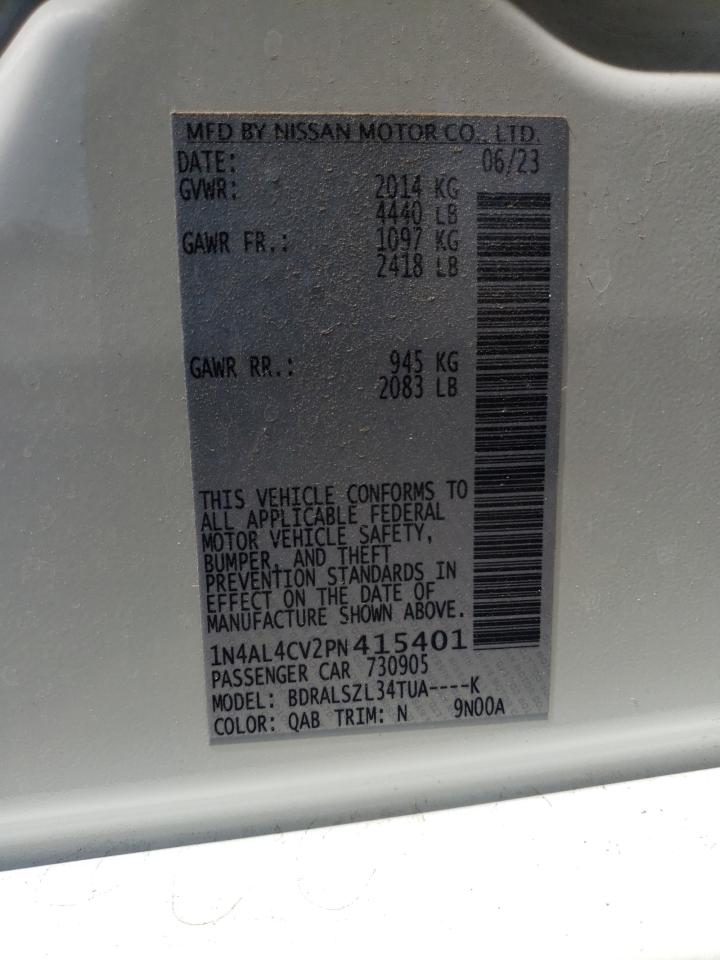 MFD BY NISSAN MOTOR CO., LTD.
DATE: 06/23
GVWR: 2014 KG
4440 LB
GAWR FR.: 1097 KG
2418 LB
GAWR RR.: 945 KG
2083 LB
THIS VEHICLE CONFORMS TO
ALL APPLICABLE FEDERAL
MOTOR VEHICLE SAFETY,
BUMPER, AND THEFT
PREVENTION STANDARDS IN
EFFECT ON THE DATE OF
MANUFACTURE SHOWN ABOVE.
1N4AL4CV2PN415401
PASSENGER CAR 730905
MODEL: BDRALSZL34TUA----K
COLOR: QAB TRIM: N 9N00A